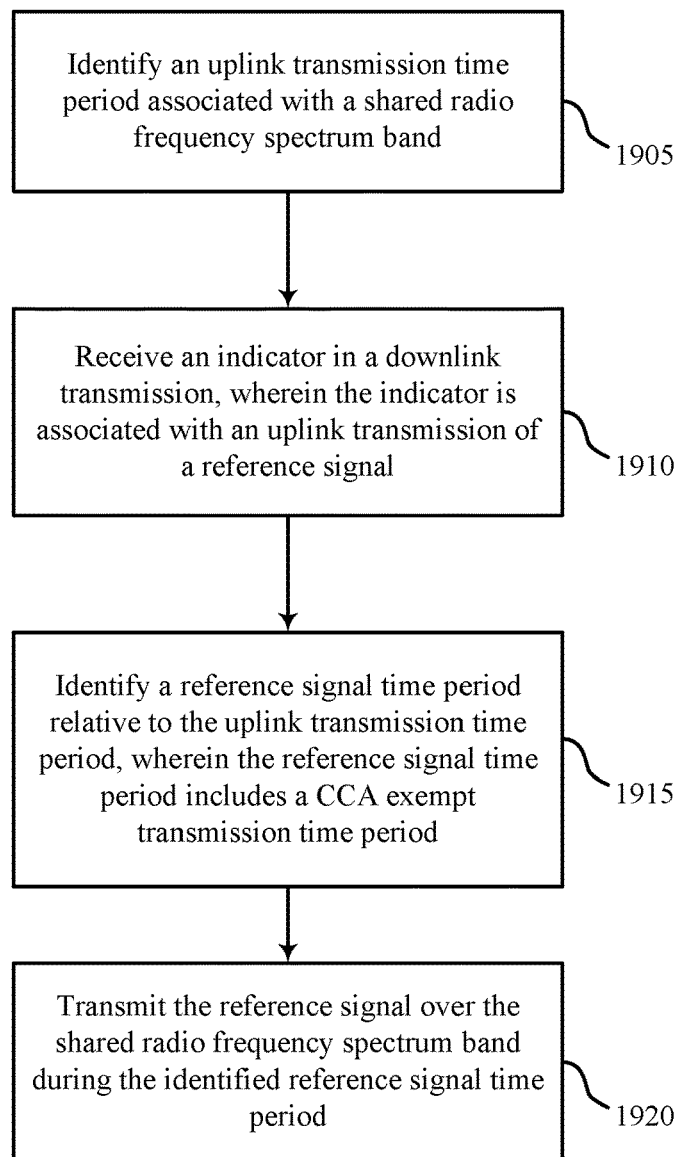 Identify an uplink transmission time
period associated with a shared radio
frequency spectrum band
1905
Receive an indicator in a downlink
transmission, wherein the indicator is
associated with an uplink transmission of
a reference signal
1910
Identify a reference signal time period
relative to the uplink transmission time
period, wherein the reference signal time
period includes a CCA exempt
transmission time period
1915
Transmit the reference signal over the
shared radio frequency spectrum band
during the identified reference signal time
period
1920